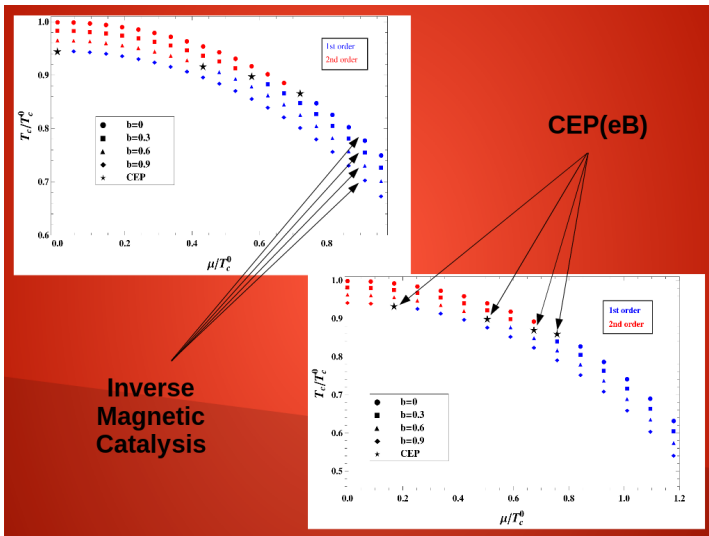 1.0
0.9
0.8
0.7
0.6
Tc/Tc0
1st order
2nd order
b=0
b=0.3
b=0.6
b=0.9
CEP
0.0 0.2 0.4 0.6 0.8
μ/Tc0
CEP(eB)
Inverse
Magnetic
Catalysis
1.0
0.9
0.8
0.7
0.6
0.5
Tc/Tc0
1st order
2nd order
b=0
b=0.3
b=0.6
b=0.9
CEP
0.0 0.2 0.4 0.6 0.8 1.0 1.2
μ/Tc0